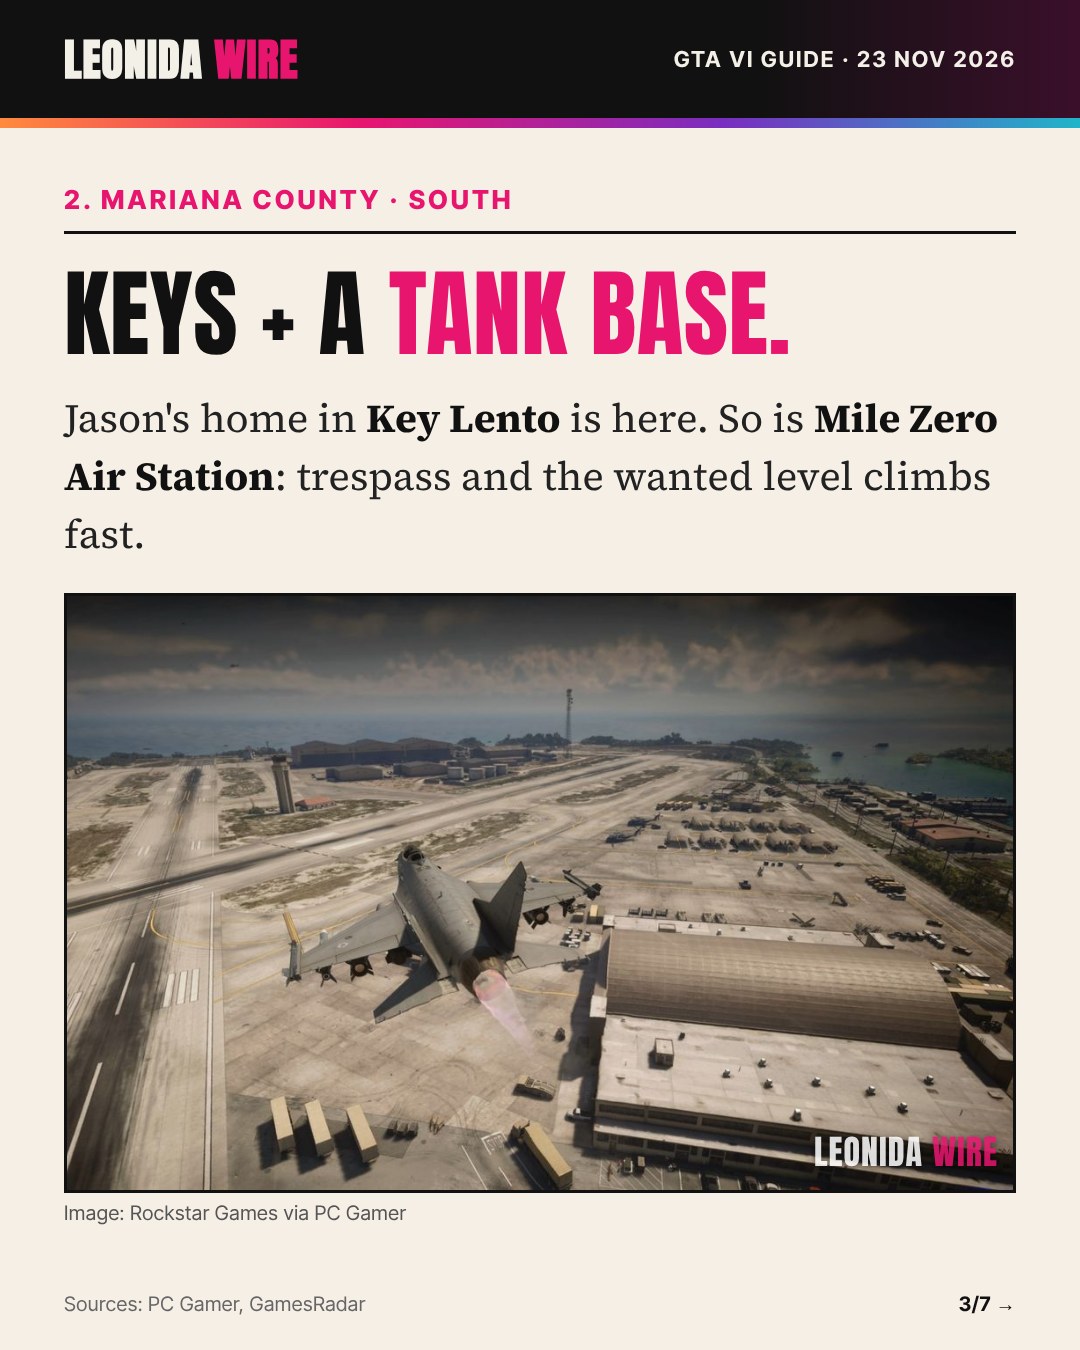 LEONIDA WIRE
GTA VI GUIDE · 23 NOV 2026
2. MARIANA COUNTY · SOUTH
KEYS + A TANK BASE.
Jason's home in Key Lento is here. So is Mile Zero
Air Station: trespass and the wanted level climbs
fast.
LEONIDA WIRE
Image: Rockstar Games via PC Gamer
Sources: PC Gamer, GamesRadar
3/7 →